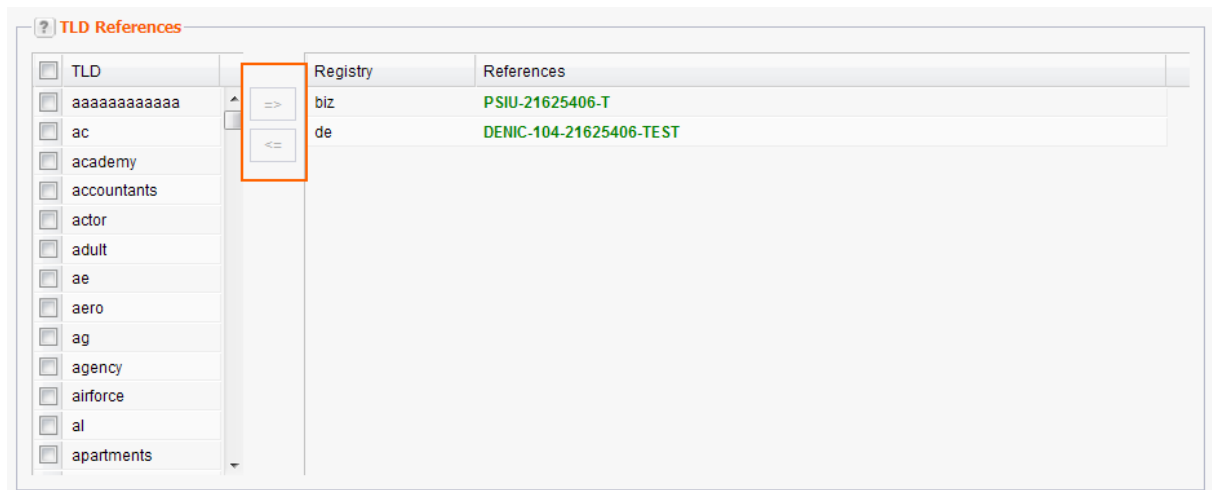 ? TLD References
TLD
aaaaaaaaaaaa
ac
academy
accountants
actor
adult
ae
aero
ag
agency
airforce
al
apartments
=>
<=
Registry References
biz PSIU-21625406-T
de DENIC-104-21625406-TEST